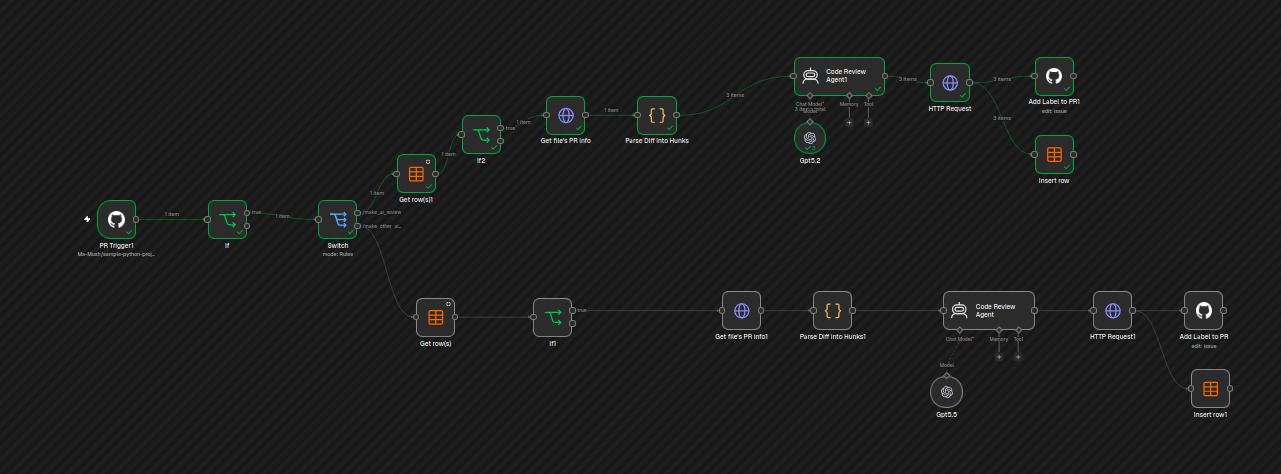 Code Review
Agent1
3 items
3 items
3 items
Chat Model*
Memory
Tool
HTTP Request
Add Label to PR1
edit: issue
1 item
true
1 item
Get file's PR info
Parse Diff into Hunks
3 items
Gpt5.2
1 item
If2
Insert row
1 item
Get row(s)1
1 item
true
1 item
/make_ai_review
/make_other_ai...
PR Trigger1
Ma-Mush/sample-python-proj...
If
Switch
mode: Rules
Get row(s)
true
If1
Get file's PR info1
Parse Diff into Hunks1
Code Review
Agent
Chat Model*
Memory
Tool
HTTP Request1
Add Label to PR
edit: issue
Model
Gpt5.5
Insert row1